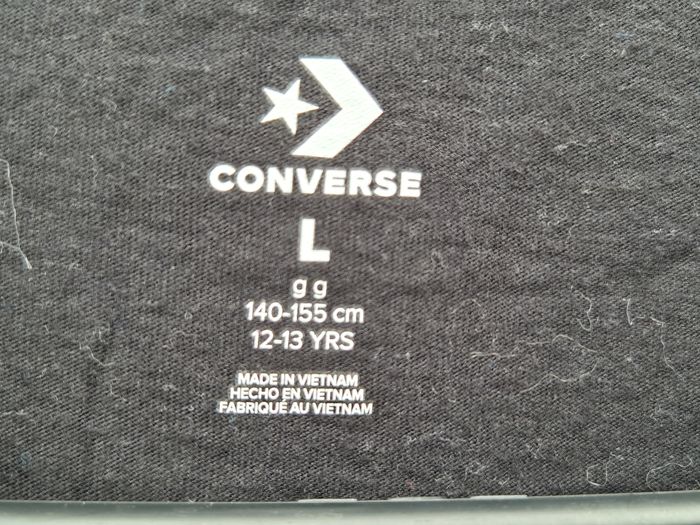 CONVERSE
L
g g
140-155 cm
12-13 YRS
MADE IN VIETNAM
HECHO EN VIETNAM
FABRIQUÉ AU VIETNAM